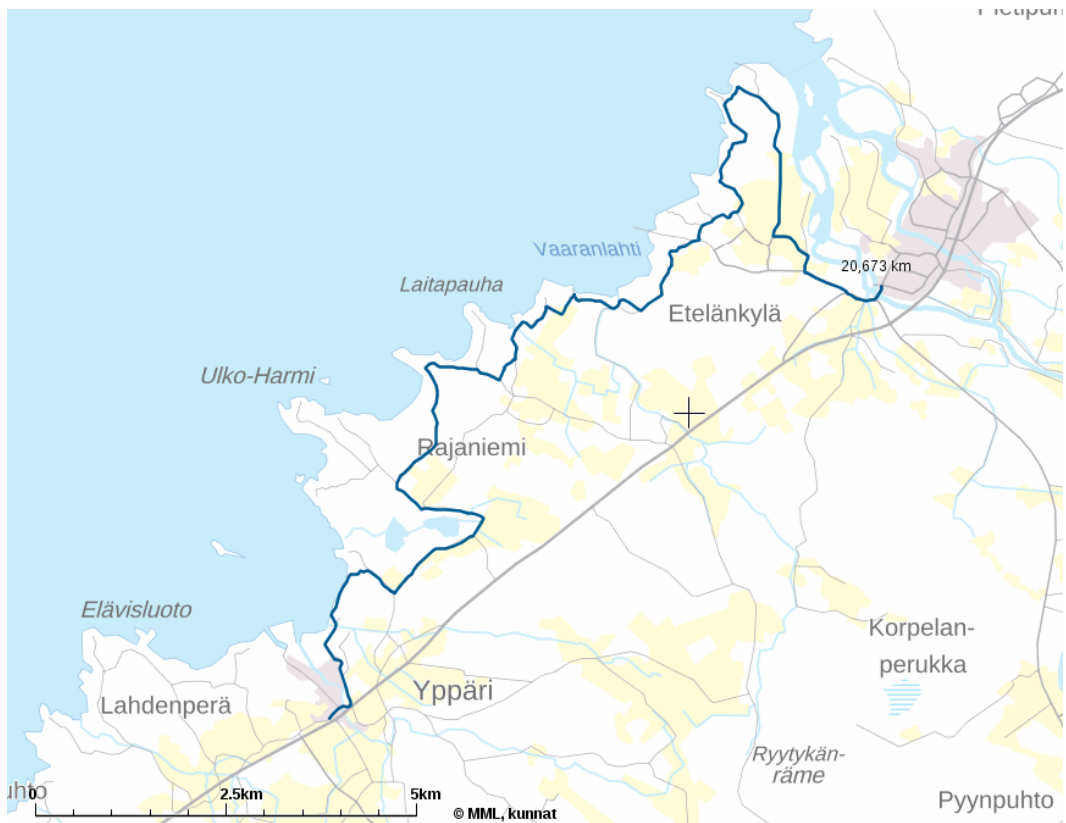 Vaaranlahti
20,673 km
Laitapauha
Etelänkylä
Ulko-Harmi
Rajaniemi
Elävisluoto
Korpelan-
perukka
Yppäri
Lahdenperä
Ryytykän-
räme
0
2.5km
5km
Pyynpuhto
© MML, kunnat